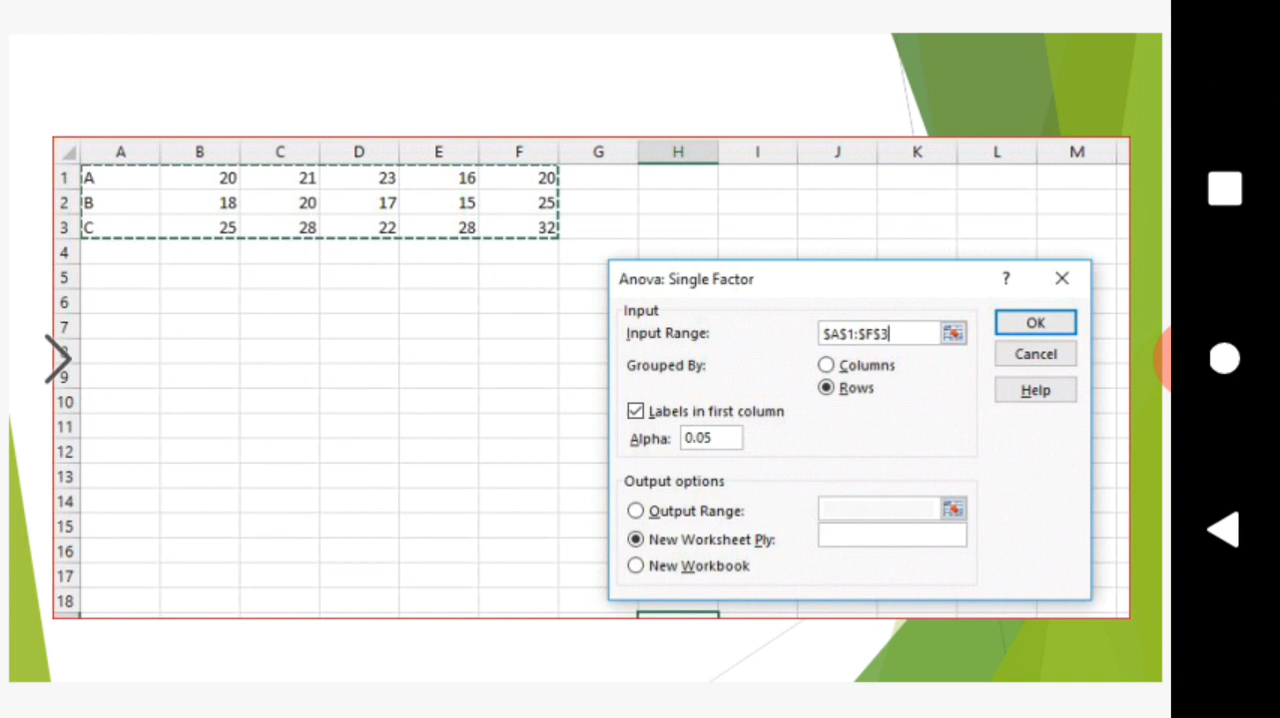 A B C D E F G H I J K L M
1 A 20 21 23 16 20
2 B 18 20 17 15 25
3 C 25 28 22 28 32
4
5
6
7
8
9
10
11
12
13
14
15
16
17
18
Anova: Single Factor ?
Input
Input Range: $A$1:$F$3
Grouped By: Columns
Rows
Labels in first column
Alpha: 0.05
OK
Cancel
Help
Output options
Output Range:
New Worksheet Ply:
New Workbook